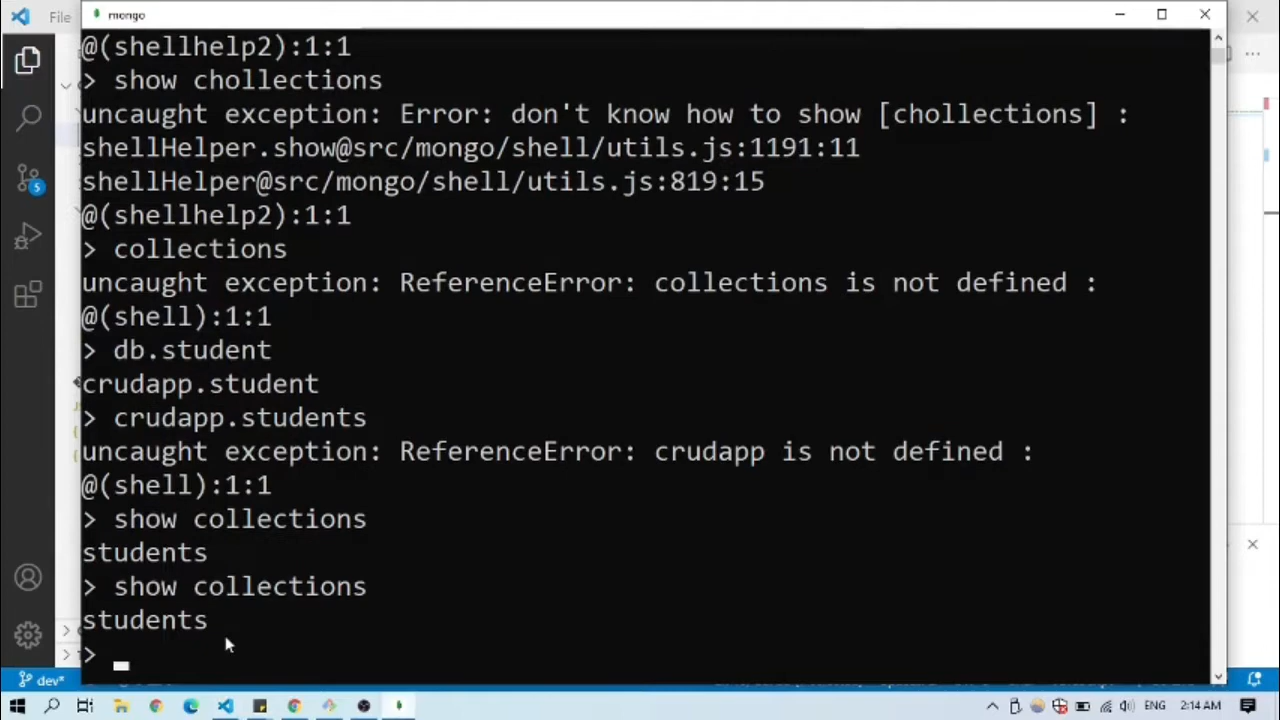 File
mongo
@(shellhelp2):1:1
> show chollections
uncaught exception: Error: don't know how to show [chollections] :
shellHelper.show@src/mongo/shell/utils.js:1191:11
shellHelper@src/mongo/shell/utils.js:819:15
@(shellhelp2):1:1
> collections
uncaught exception: ReferenceError: collections is not defined :
@(shell):1:1
> db.student
crudapp.student
> crudapp.students
uncaught exception: ReferenceError: crudapp is not defined :
@(shell):1:1
> show collections
students
> show collections
students
>
5
dev*
ENG
2:14 AM